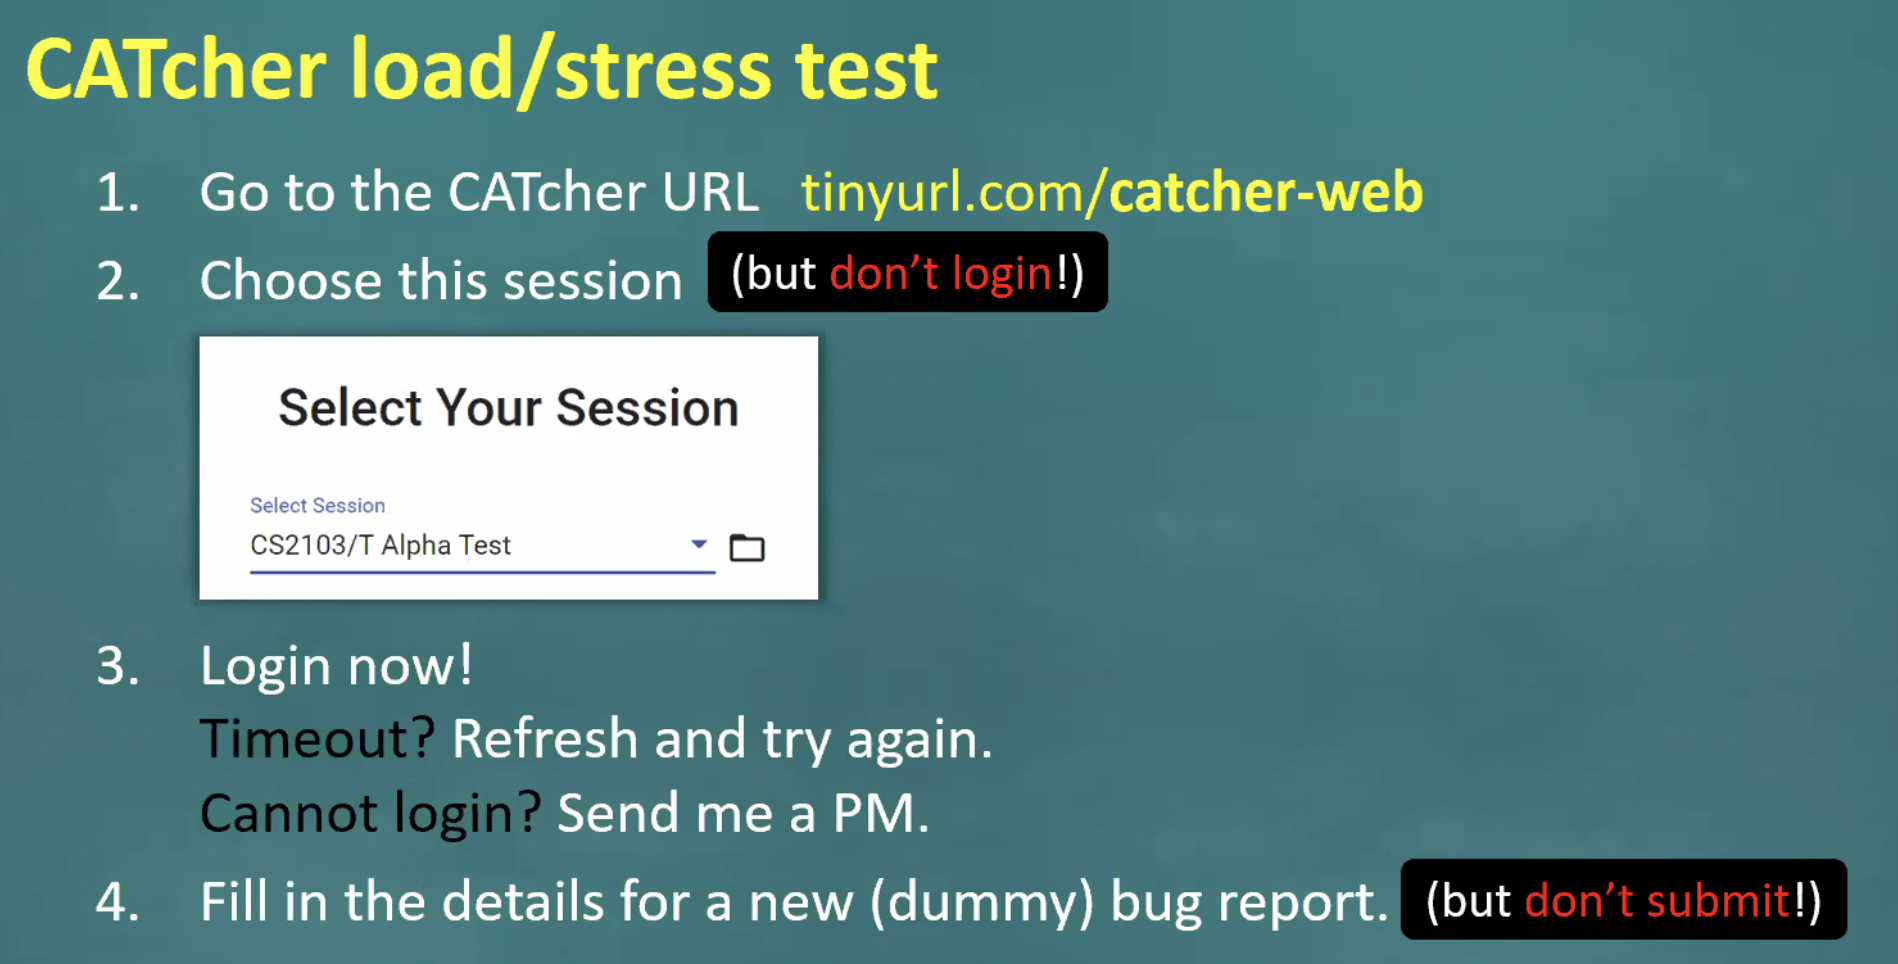 CATcher load/stress test
1. Go to the CATcher URL tinyurl.com/catcher-web
2. Choose this session (but don't login!)
Select Your Session
Select Session
CS2103/T Alpha Test
3. Login now!
Timeout? Refresh and try again.
Cannot login? Send me a PM.
4. Fill in the details for a new (dummy) bug report. (but don't submit!)